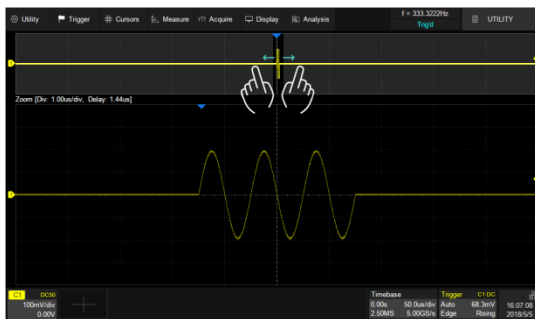 Utility Trigger Cursors Measure Acquire Display Analysis f = 333.3222Hz Trig'd UTILITY
Zoom [Div: 1.00us/div, Delay: 1.44us]
C1 DC50 Timebase Trigger C1 DC
100mV/div 0.00s 50.0us/div Auto 68.3mV 16:07:08
0.00V 2.50MS 5.00GS/s Edge Rising 2018/5/5